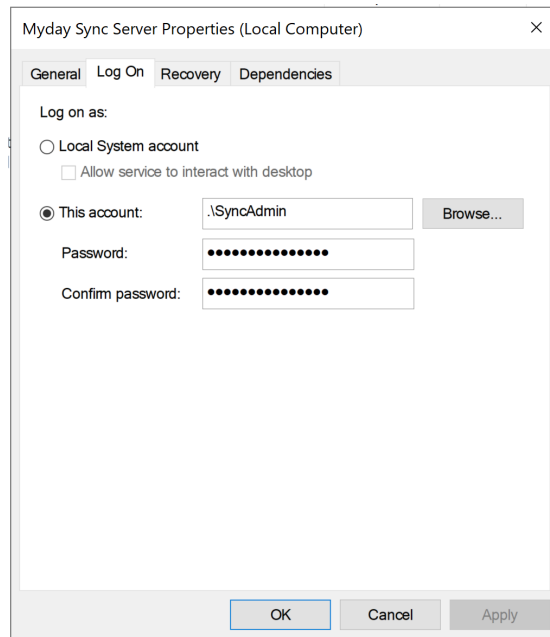 Myday Sync Server Properties (Local Computer)
General Log On Recovery Dependencies
Log on as:
Local System account
Allow service to interact with desktop
This account: .\SyncAdmin Browse...
Password: ●●●●●●●●●●●●●●●
Confirm password: ●●●●●●●●●●●●●●●
OK Cancel Apply